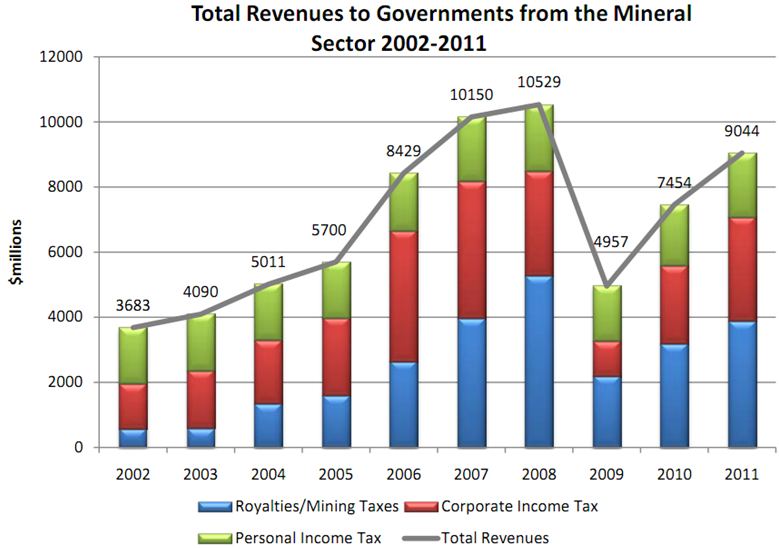 Total Revenues to Governments from the Mineral
Sector 2002-2011
12000
10000
8000
6000
4000
2000
0
$millions
3683
4090
5011
5700
8429
10150
10529
4957
7454
9044
2002 2003 2004 2005 2006 2007 2008 2009 2010 2011
Royalties/Mining Taxes Corporate Income Tax
Personal Income Tax Total Revenues